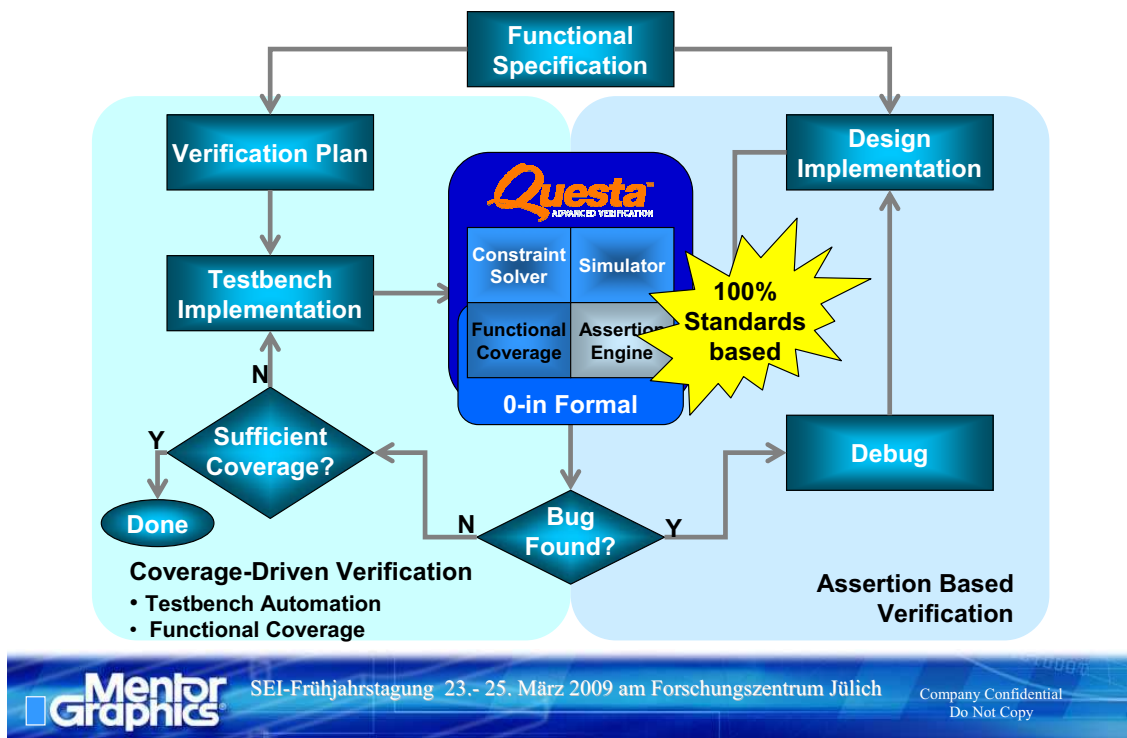 Functional
Specification
Verification Plan
Design
Implementation
Questa™
ADVANCED VERIFICATION
Constraint
Solver
Simulator
Testbench
Implementation
100%
Standards
based
Functional
Coverage
Assertion
Engine
0-in Formal
N
Sufficient
Coverage?
Y
Debug
Done
N
Bug
Found?
Y
Coverage-Driven Verification
• Testbench Automation
• Functional Coverage
Assertion Based
Verification
Mentor
Graphics®
SEI-Frühjahrstagung 23.- 25. März 2009 am Forschungszentrum Jülich
Company Confidential
Do Not Copy